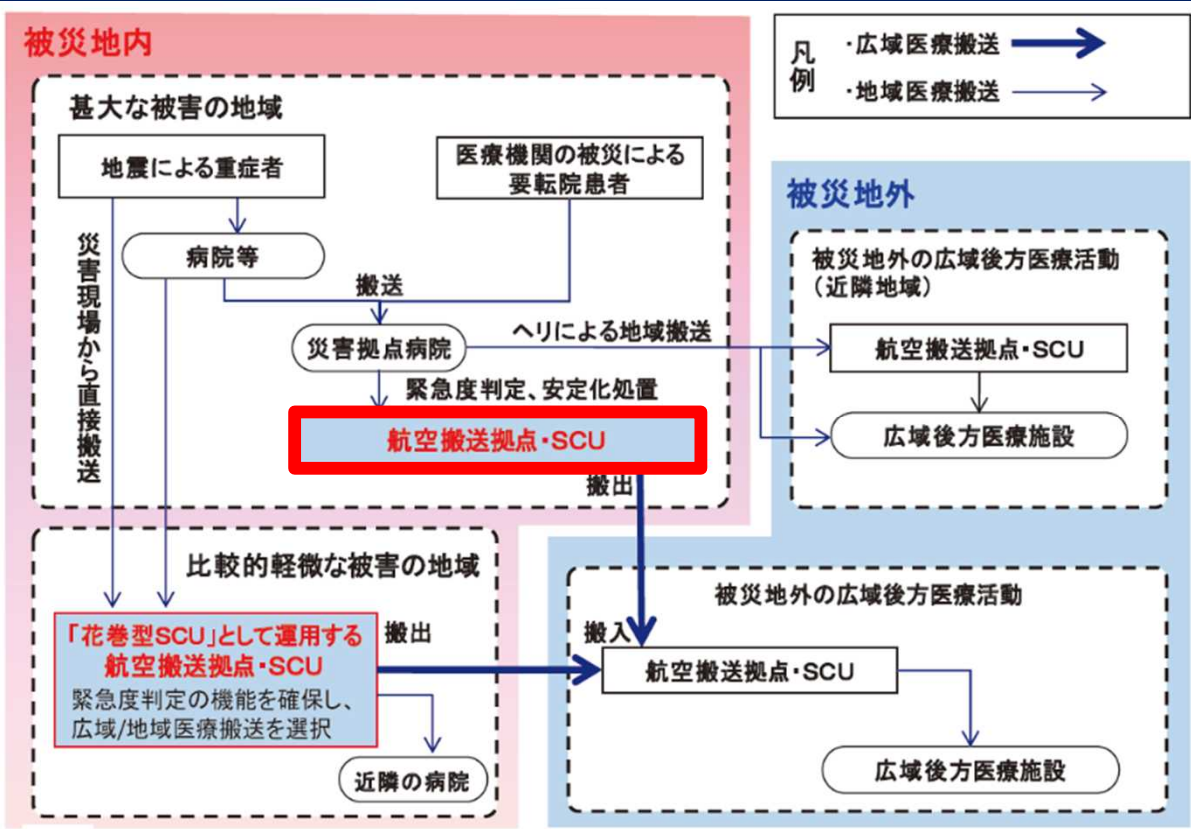 被災地内
凡例
・広域医療搬送
・地域医療搬送
甚大な被害の地域
地震による重症者
医療機関の被災による
要転院患者
災害現場から直接搬送
病院等
搬送
災害拠点病院
ヘリによる地域搬送
緊急度判定、安定化処置
航空搬送拠点・SCU
搬出
被災地外
被災地外の広域後方医療活動
（近隣地域）
航空搬送拠点・SCU
広域後方医療施設
比較的軽微な被害の地域
「花巻型SCU」として運用する
航空搬送拠点・SCU
緊急度判定の機能を確保し、
広域/地域医療搬送を選択
搬出
近隣の病院
被災地外の広域後方医療活動
搬入
航空搬送拠点・SCU
広域後方医療施設